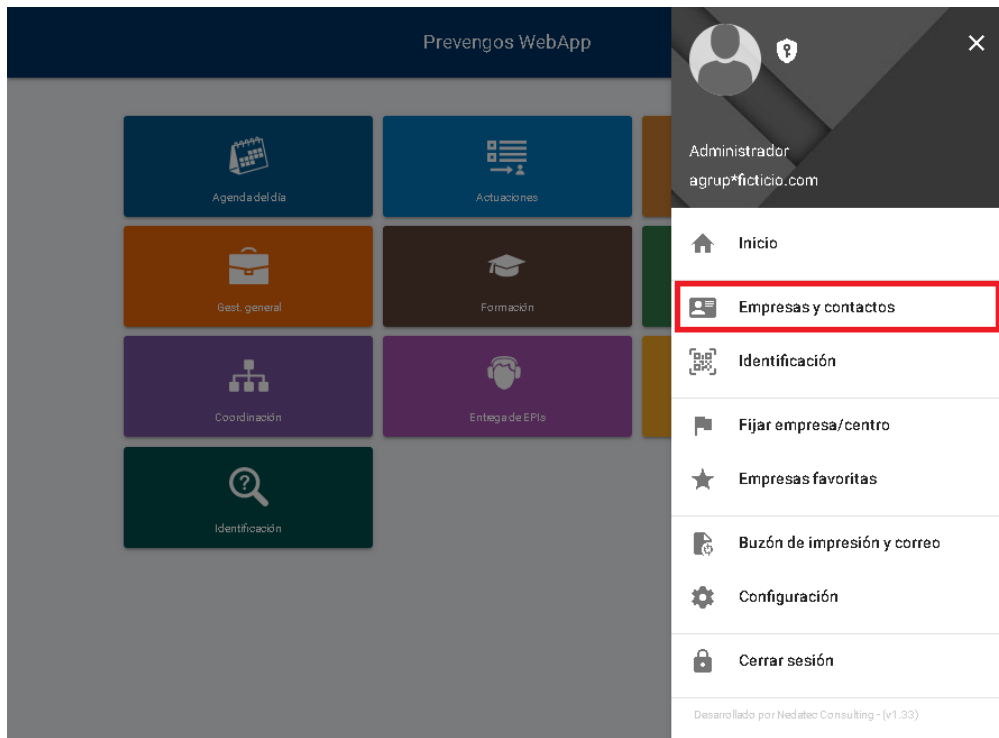 Prevengos WebApp
Agenda del día
Actuaciones
Gest. general
Formación
Coordinación
Entrega de EPIs
Identificación
Administrador
agrup*ficticio.com
Inicio
Empresas y contactos
Identificación
Fijar empresa/centro
Empresas favoritas
Buzón de impresión y correo
Configuración
Cerrar sesión
Desarrollado por Nedatec Consulting - (v1.33)